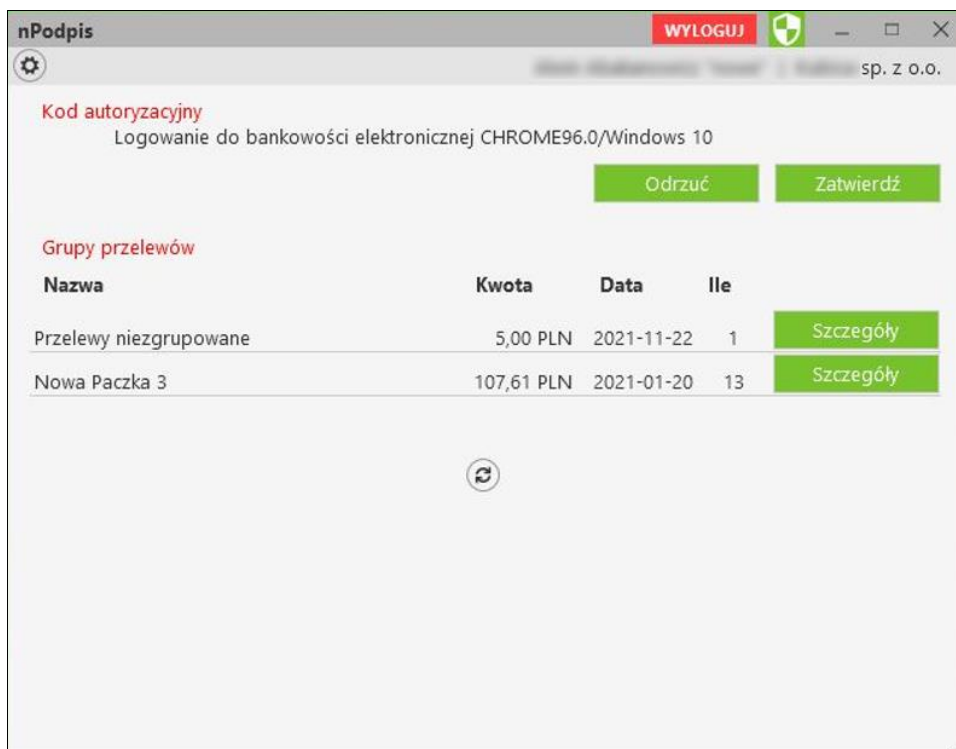 nPodpis WYLOGUJ
sp. z o.o.
Kod autoryzacyjny
Logowanie do bankowości elektronicznej CHROME96.0/Windows 10
Odrzuć Zatwierdź
Grupy przelewów
Nazwa Kwota Data Ile
Przelewy niezgrupowane 5,00 PLN 2021-11-22 1 Szczegóły
Nowa Paczka 3 107,61 PLN 2021-01-20 13 Szczegóły